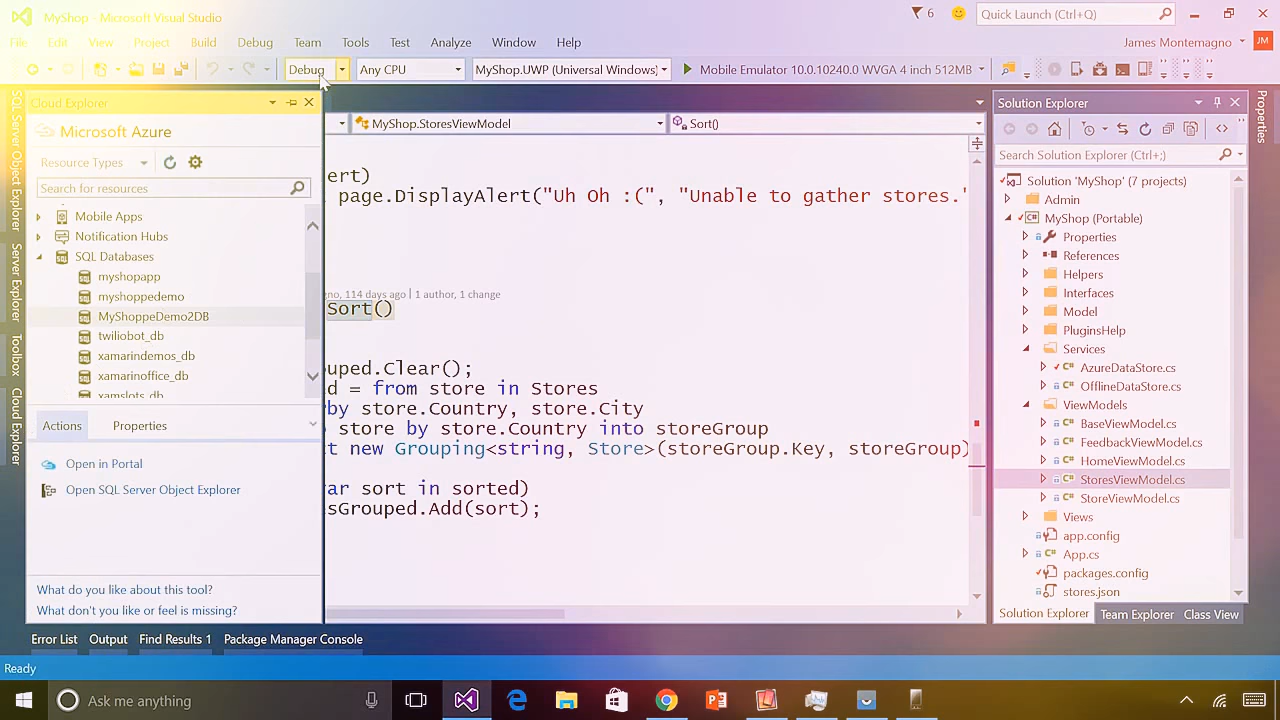 MyShop - Microsoft Visual Studio
6
Quick Launch (Ctrl+Q)
File Edit View Project Build Debug Team Tools Test Analyze Window Help
James Montemagno
JM
Debug
Any CPU
MyShop.UWP (Universal Windows)
Mobile Emulator 10.0.10240.0 WVGA 4 inch 512MB
SQL Server Object Explorer
Server Explorer
Toolbox
Cloud Explorer
Cloud Explorer
Microsoft Azure
Resource Types
Search for resources
Mobile Apps
Notification Hubs
SQL Databases
myshopapp
myshoppedemo
MyShoppeDemo2DB
twiliobot_db
xamarindemos_db
xamarinoffice_db
xamslots_db
Actions
Properties
Open in Portal
Open SQL Server Object Explorer
What do you like about this tool?
What don't you like or feel is missing?
MyShop.StoresViewModel
Sort()
ert)
page.DisplayAlert("Uh Oh :(", "Unable to gather stores."
no, 114 days ago | 1 author, 1 change
Sort()
uped.Clear();
d = from store in Stores
by store.Country, store.City
store by store.Country into storeGroup
t new Grouping<string, Store>(storeGroup.Key, storeGroup)
ar sort in sorted)
sGrouped.Add(sort);
Solution Explorer
Search Solution Explorer (Ctrl+;)
Solution 'MyShop' (7 projects)
Admin
MyShop (Portable)
Properties
References
Helpers
Interfaces
Model
PluginsHelp
Services
AzureDataStore.cs
OfflineDataStore.cs
ViewModels
BaseViewModel.cs
FeedbackViewModel.cs
HomeViewModel.cs
StoresViewModel.cs
StoreViewModel.cs
Views
app.config
App.cs
packages.config
stores.json
Solution Explorer
Team Explorer
Class View
Properties
Error List
Output
Find Results 1
Package Manager Console
Ready
Ask me anything